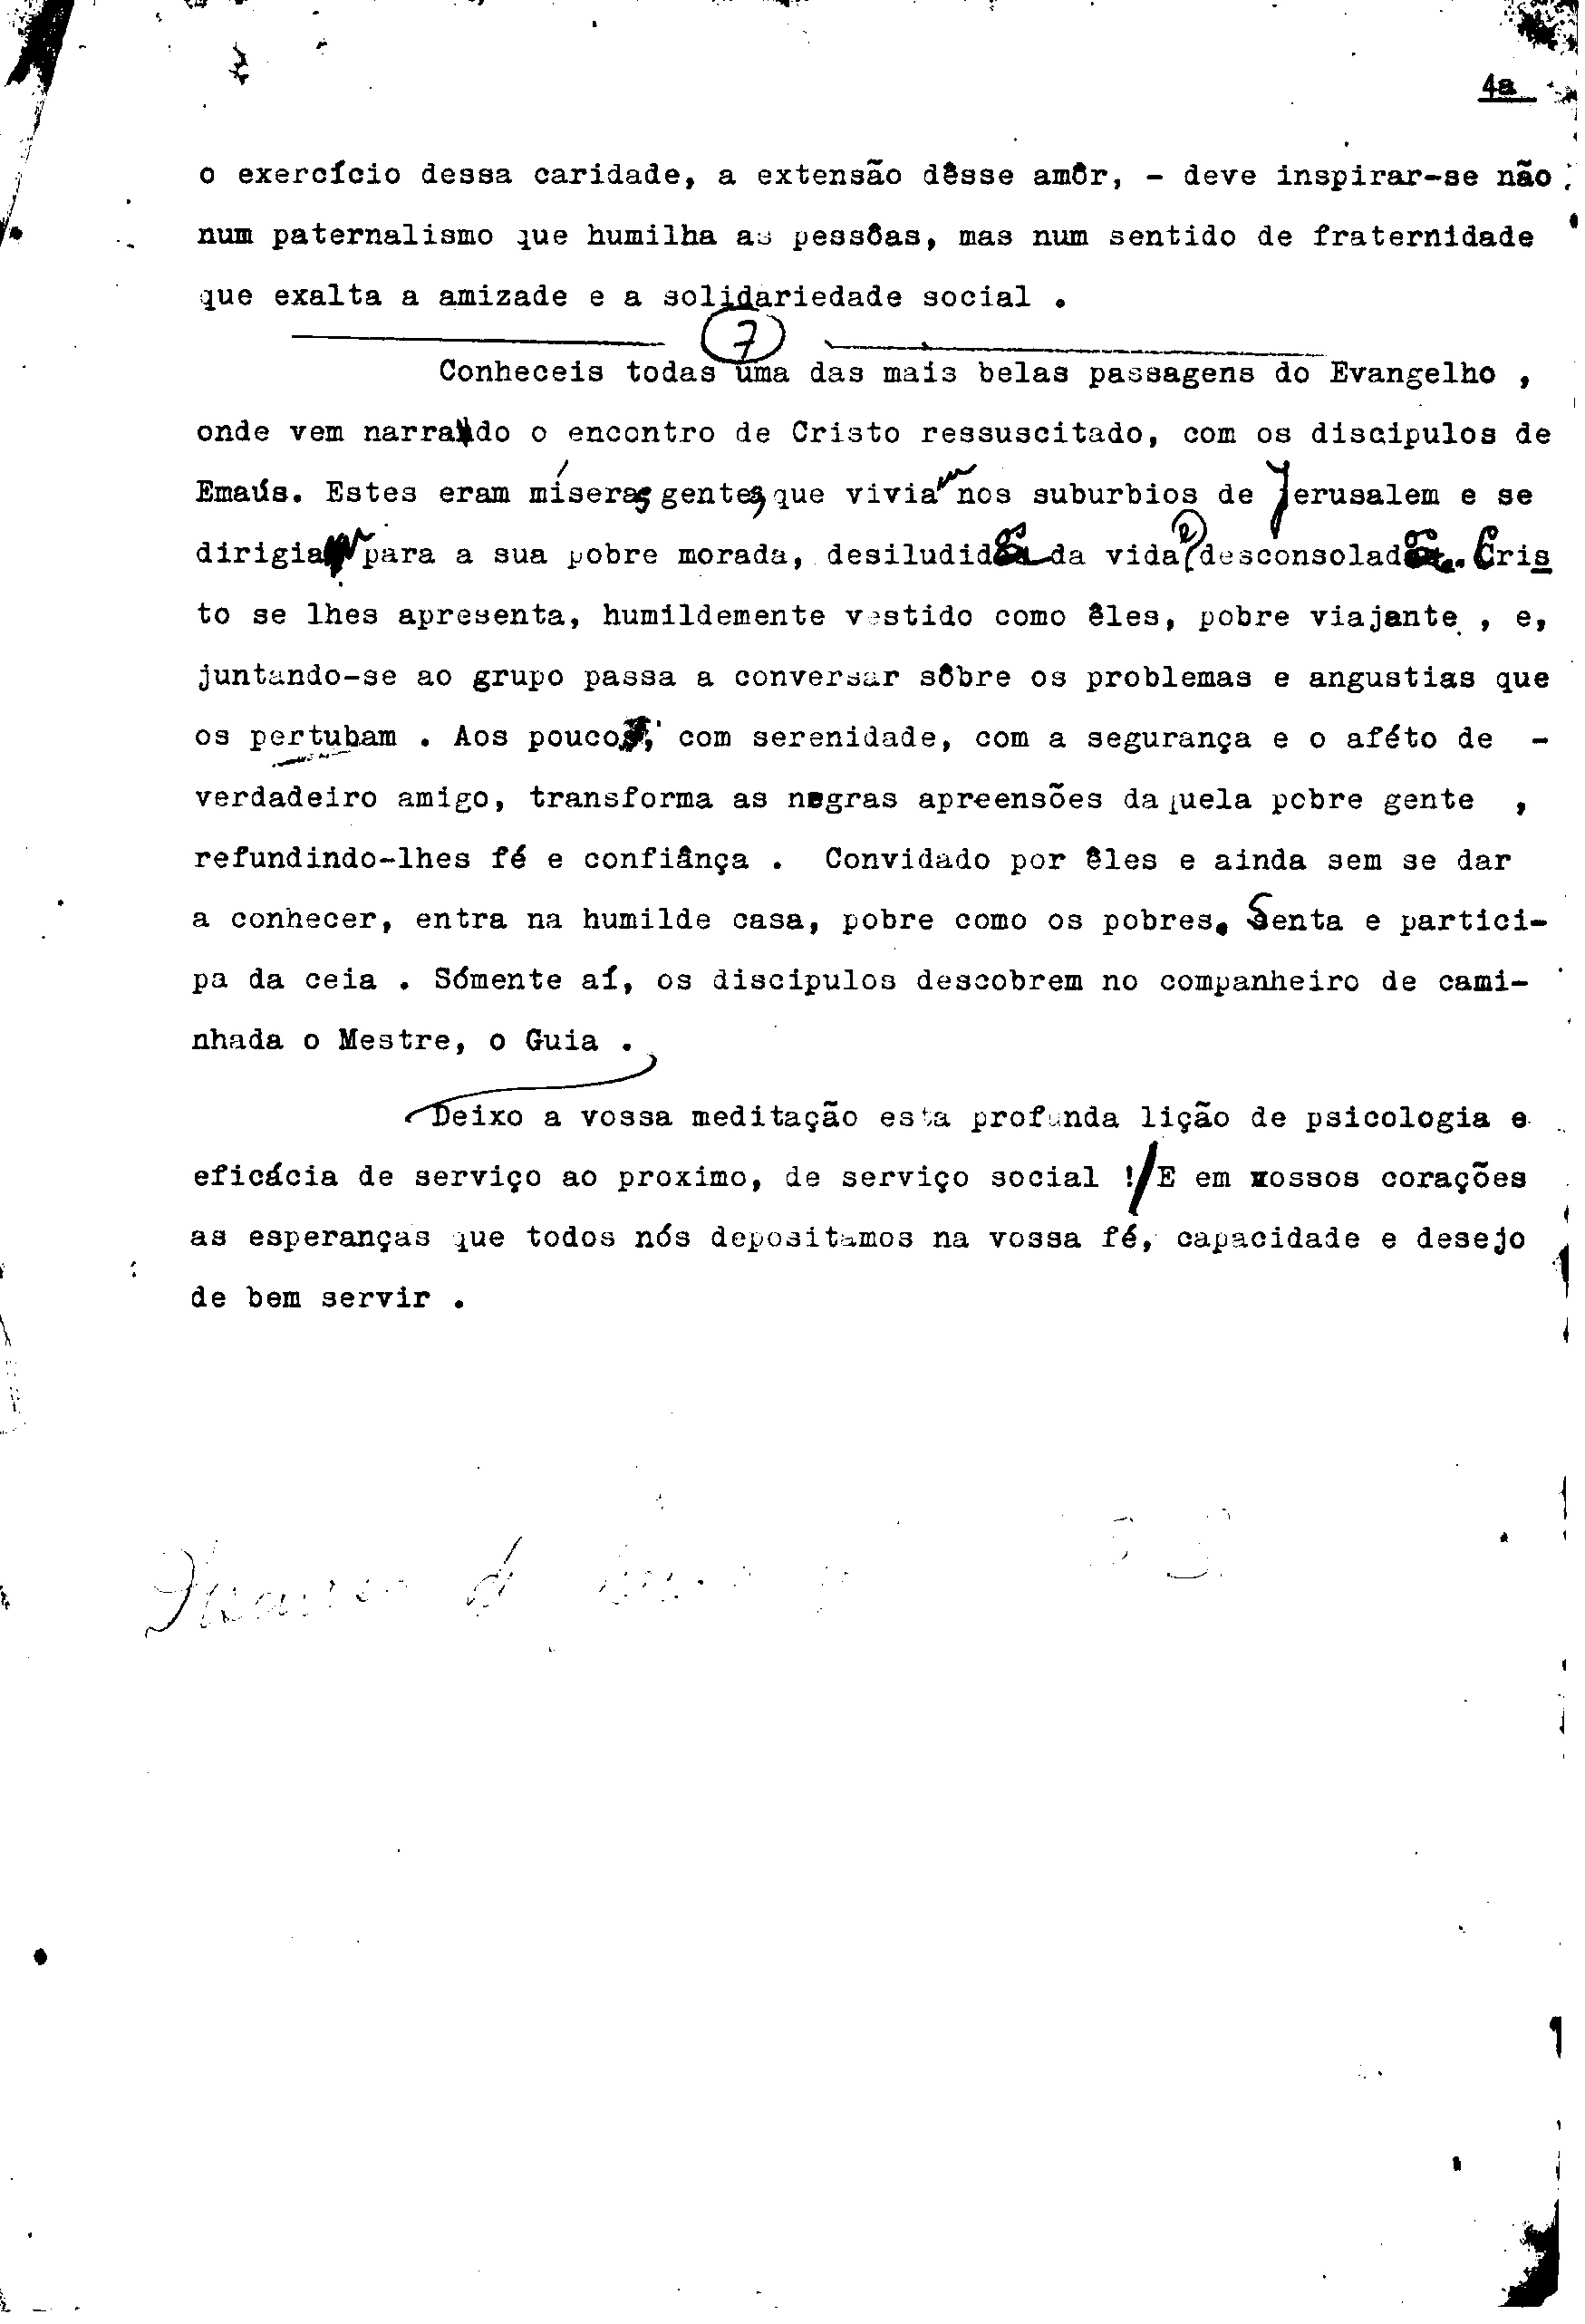 4a
o exercício dessa caridade, a extensão dêsse amôr, - deve inspirar-se não
num paternalismo que humilha as pessôas, mas num sentido de fraternidade
que exalta a amizade e a solidariedade social .
7
Conheceis todas uma das mais belas passagens do Evangelho ,
onde vem narrado o encontro de Cristo ressuscitado, com os discipulos de
Emaús. Estes eram míseras gentes, que viviam nos suburbios de Jerusalem e se
dirigiam para a sua pobre morada, desiludidos da vida e desconsolados. Cris
to se lhes apresenta, humildemente vestido como êles, pobre viajante , e,
juntando-se ao grupo passa a conversar sôbre os problemas e angustias que
os pertubam . Aos poucos, com serenidade, com a segurança e o aféto de -
verdadeiro amigo, transforma as negras apreensões daquela pobre gente ,
refundindo-lhes fé e confiânça . Convidado por êles e ainda sem se dar
a conhecer, entra na humilde casa, pobre como os pobres. Senta e partici-
pa da ceia . Sómente aí, os discipulos descobrem no companheiro de cami-
nhada o Mestre, o Guia .
Deixo a vossa meditação esta profunda lição de psicologia e
eficácia de serviço ao proximo, de serviço social !/E em vossos corações
as esperanças que todos nós depositamos na vossa fé, capacidade e desejo
de bem servir .